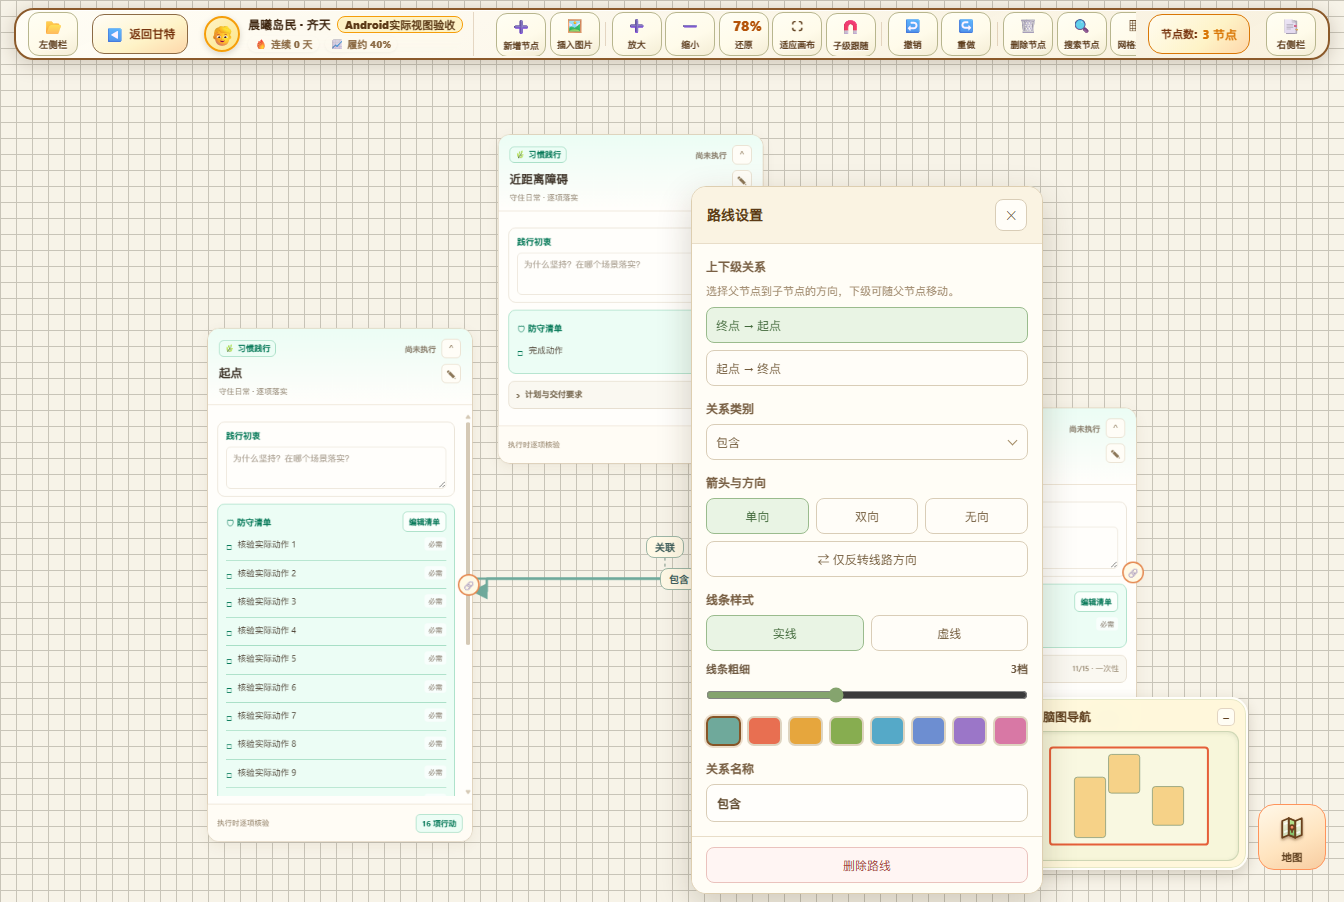 左侧栏
返回甘特
晨曦岛民 · 齐天
Android实际视图验收
连续 0 天
履约 40%
新增节点
插入图片
放大
缩小
78%
还原
适应画布
子级跟随
撤销
重做
删除节点
搜索节点
网格
节点数: 3 节点
右侧栏
习惯践行
尚未执行
近距离障碍
守住日常 · 逐项落实
践行初衷
为什么坚持？在哪个场景落实？
防守清单
完成动作
计划与交付要求
执行时逐项核验
习惯践行
尚未执行
起点
守住日常 · 逐项落实
践行初衷
为什么坚持？在哪个场景落实？
防守清单
编辑清单
核验实际动作 1
必需
核验实际动作 2
必需
核验实际动作 3
必需
核验实际动作 4
必需
核验实际动作 5
必需
核验实际动作 6
必需
核验实际动作 7
必需
核验实际动作 8
必需
核验实际动作 9
必需
执行时逐项核验
16 项行动
关联
包含
路线设置
上下级关系
选择父节点到子节点的方向，下级可随父节点移动。
终点 → 起点
起点 → 终点
关系类别
包含
箭头与方向
单向
双向
无向
⇄ 仅反转线路方向
线条样式
实线
虚线
线条粗细
3档
关系名称
包含
删除路线
尚未执行
编辑清单
必需
11/15 · 一次性
脑图导航
地图